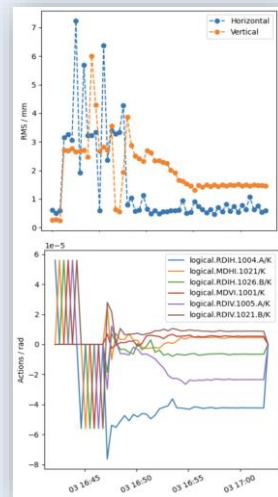 Horizontal
Vertical
7
6
5
4
3
2
1
0
RMS / mm
1e−5
logical.RDIH.1004.A/K
logical.MDHI.1021/K
logical.RDIH.1026.B/K
logical.MDVI.1001/K
logical.RDIV.1005.A/K
logical.RDIV.1021.B/K
6
4
2
0
−2
−4
−6
−8
Actions / rad
03 16:45
03 16:50
03 16:55
03 17:00